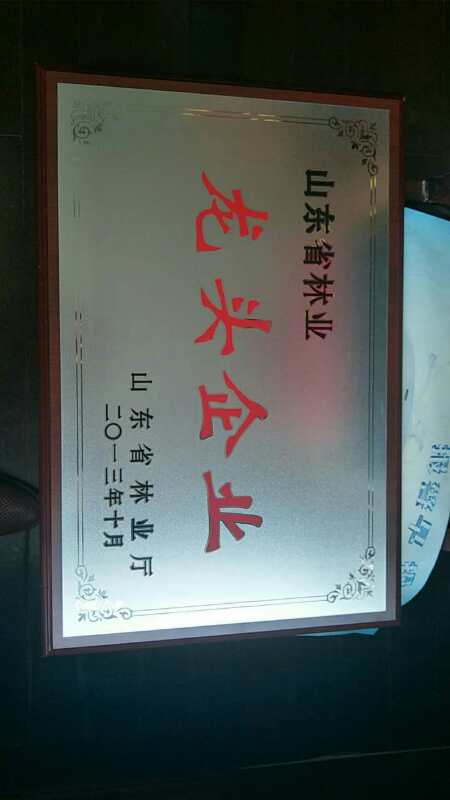 山东省林业
龙头企业
山东省林业厅
二〇一三年十月